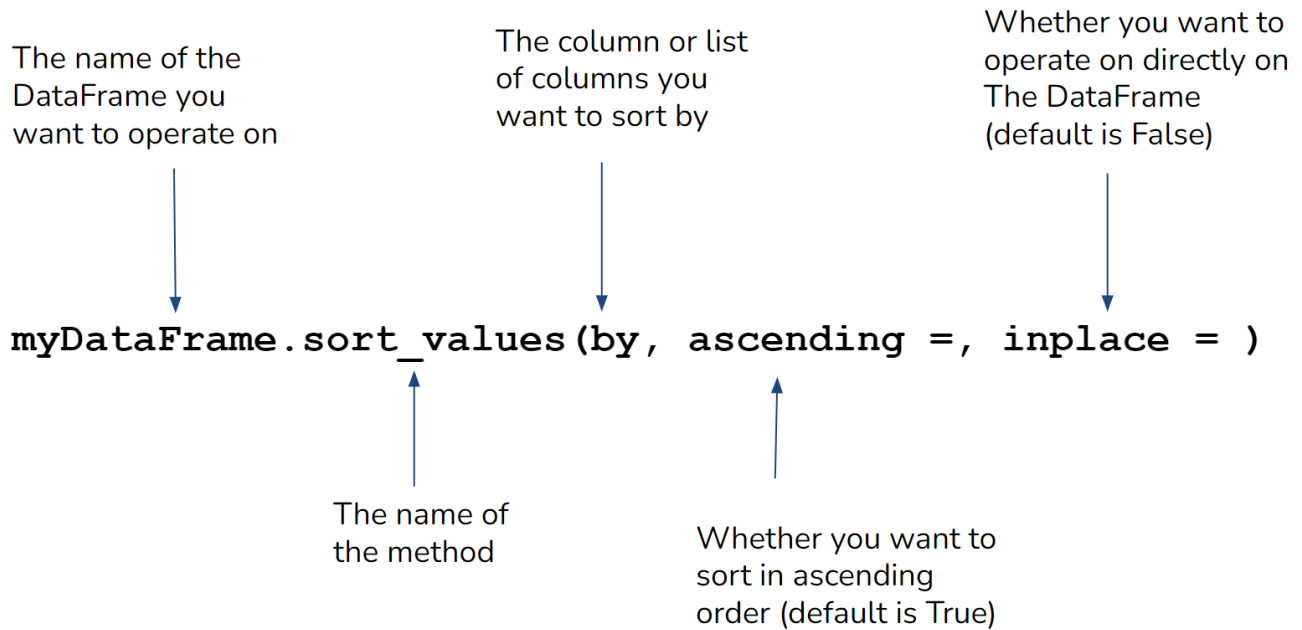 The name of the
DataFrame you
want to operate on
The column or list
of columns you
want to sort by
Whether you want to
operate on directly on
The DataFrame
(default is False)
myDataFrame.sort_values(by, ascending =, inplace = )
The name of
the method
Whether you want to
sort in ascending
order (default is True)